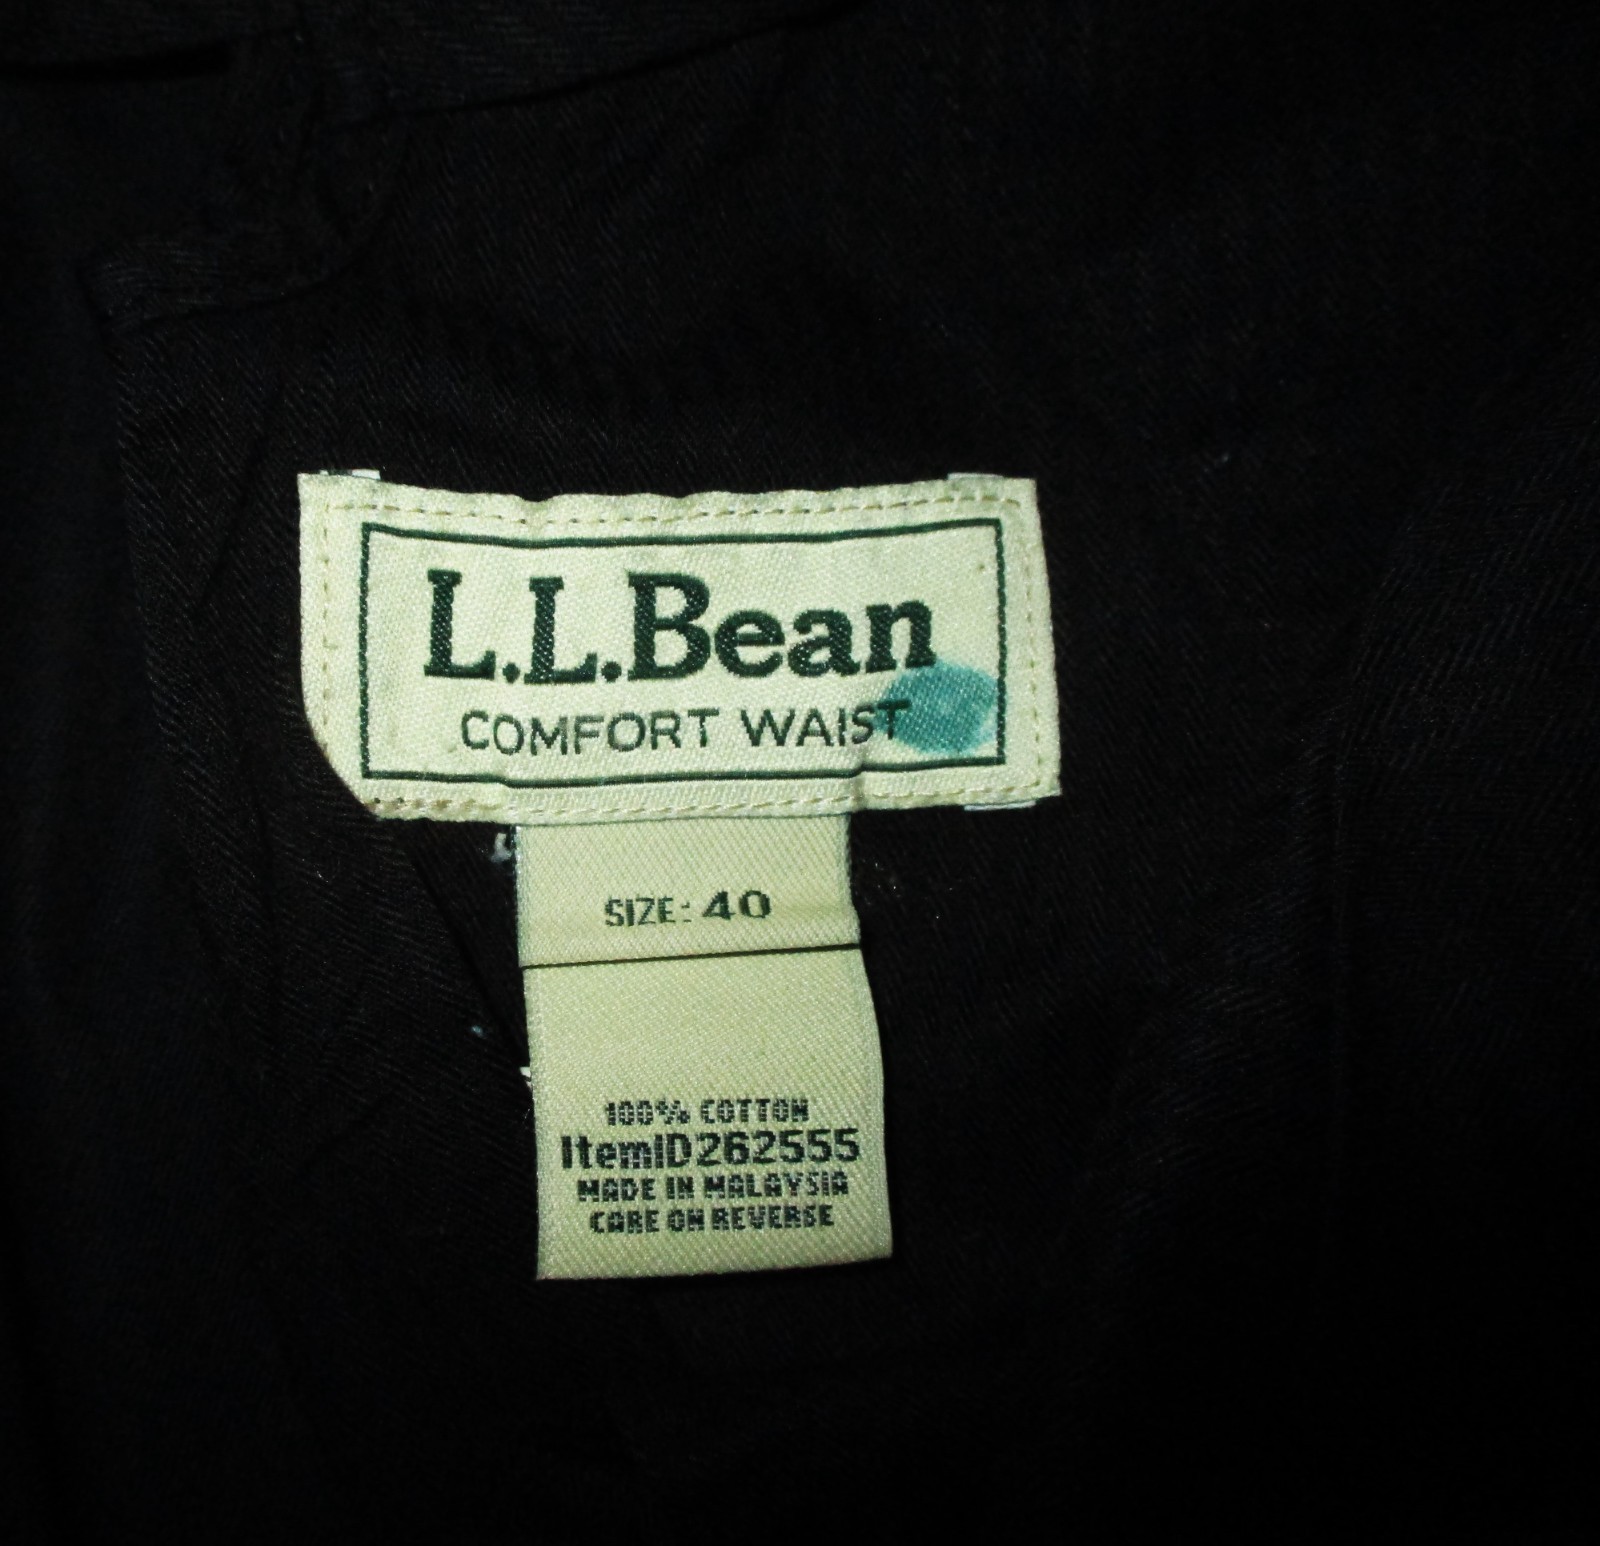 L.L.Bean
COMFORT WAIST
SIZE: 40
100% COTTON
ItemID262555
MADE IN MALAYSIA
CARE ON REVERSE